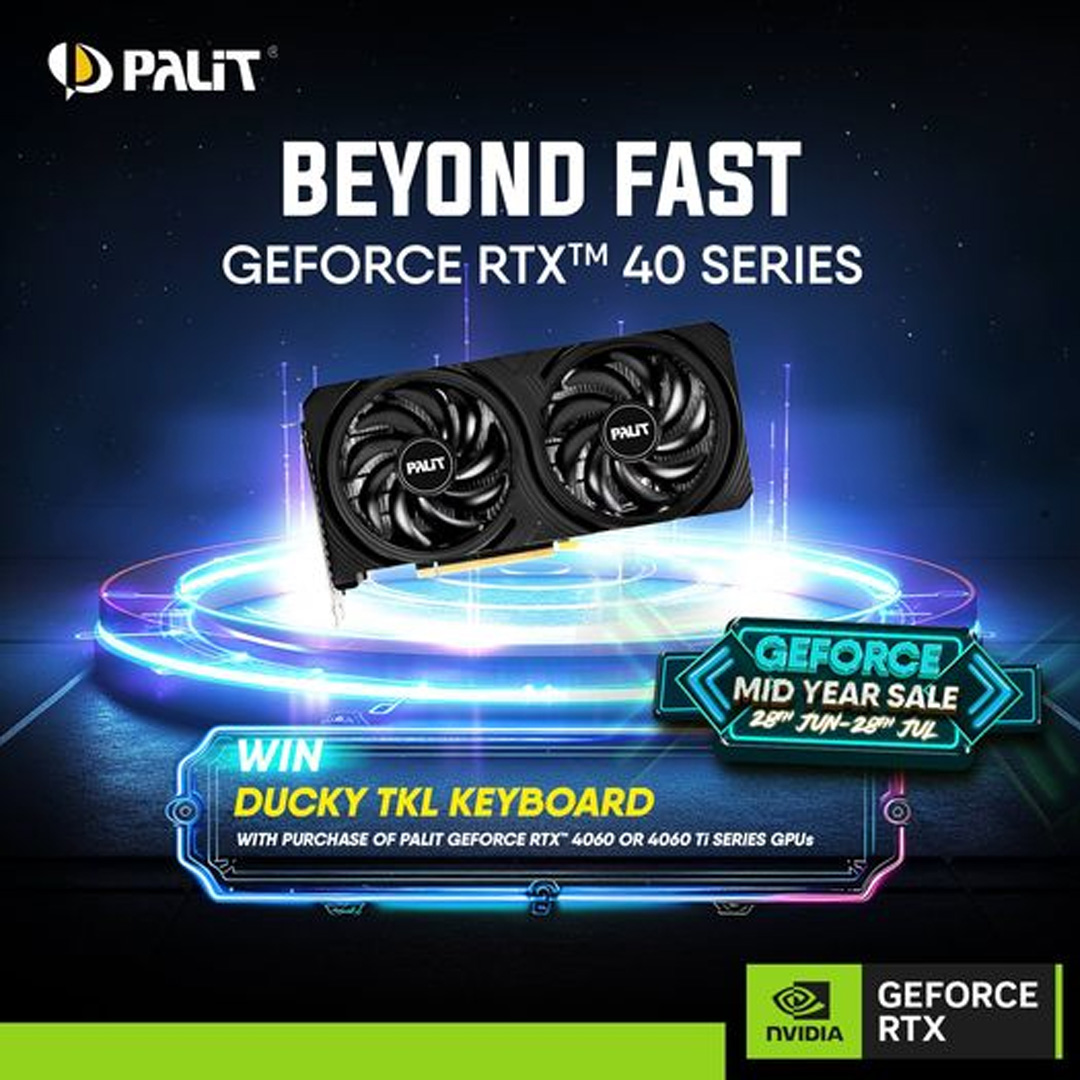 PALiT®
BEYOND FAST
GEFORCE RTX™ 40 SERIES
PALiT
PALiT
GEFORCE
MID YEAR SALE
28TH JUN-28TH JUL
WIN
DUCKY TKL KEYBOARD
WITH PURCHASE OF PALIT GEFORCE RTX™ 4060 OR 4060 Ti SERIES GPUs
NVIDIA
GEFORCE
RTX